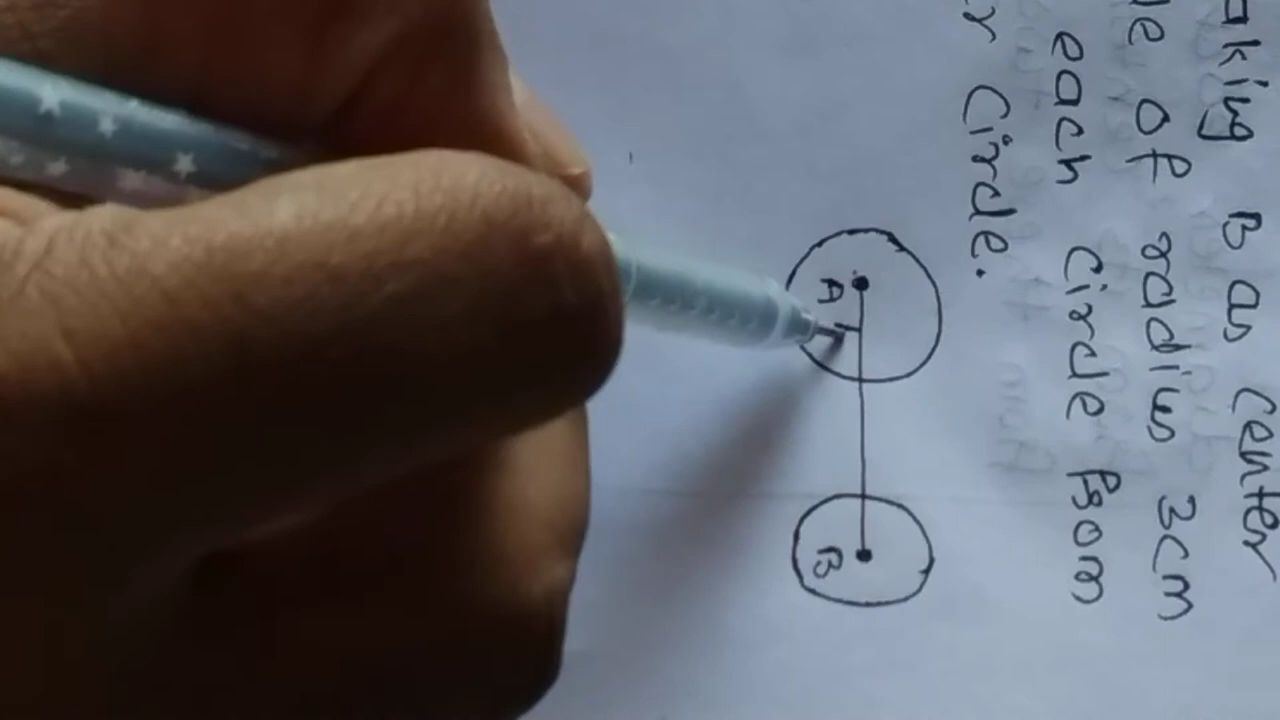 aking B as center
le of radius 3cm
each circle from
r circle.
A
B